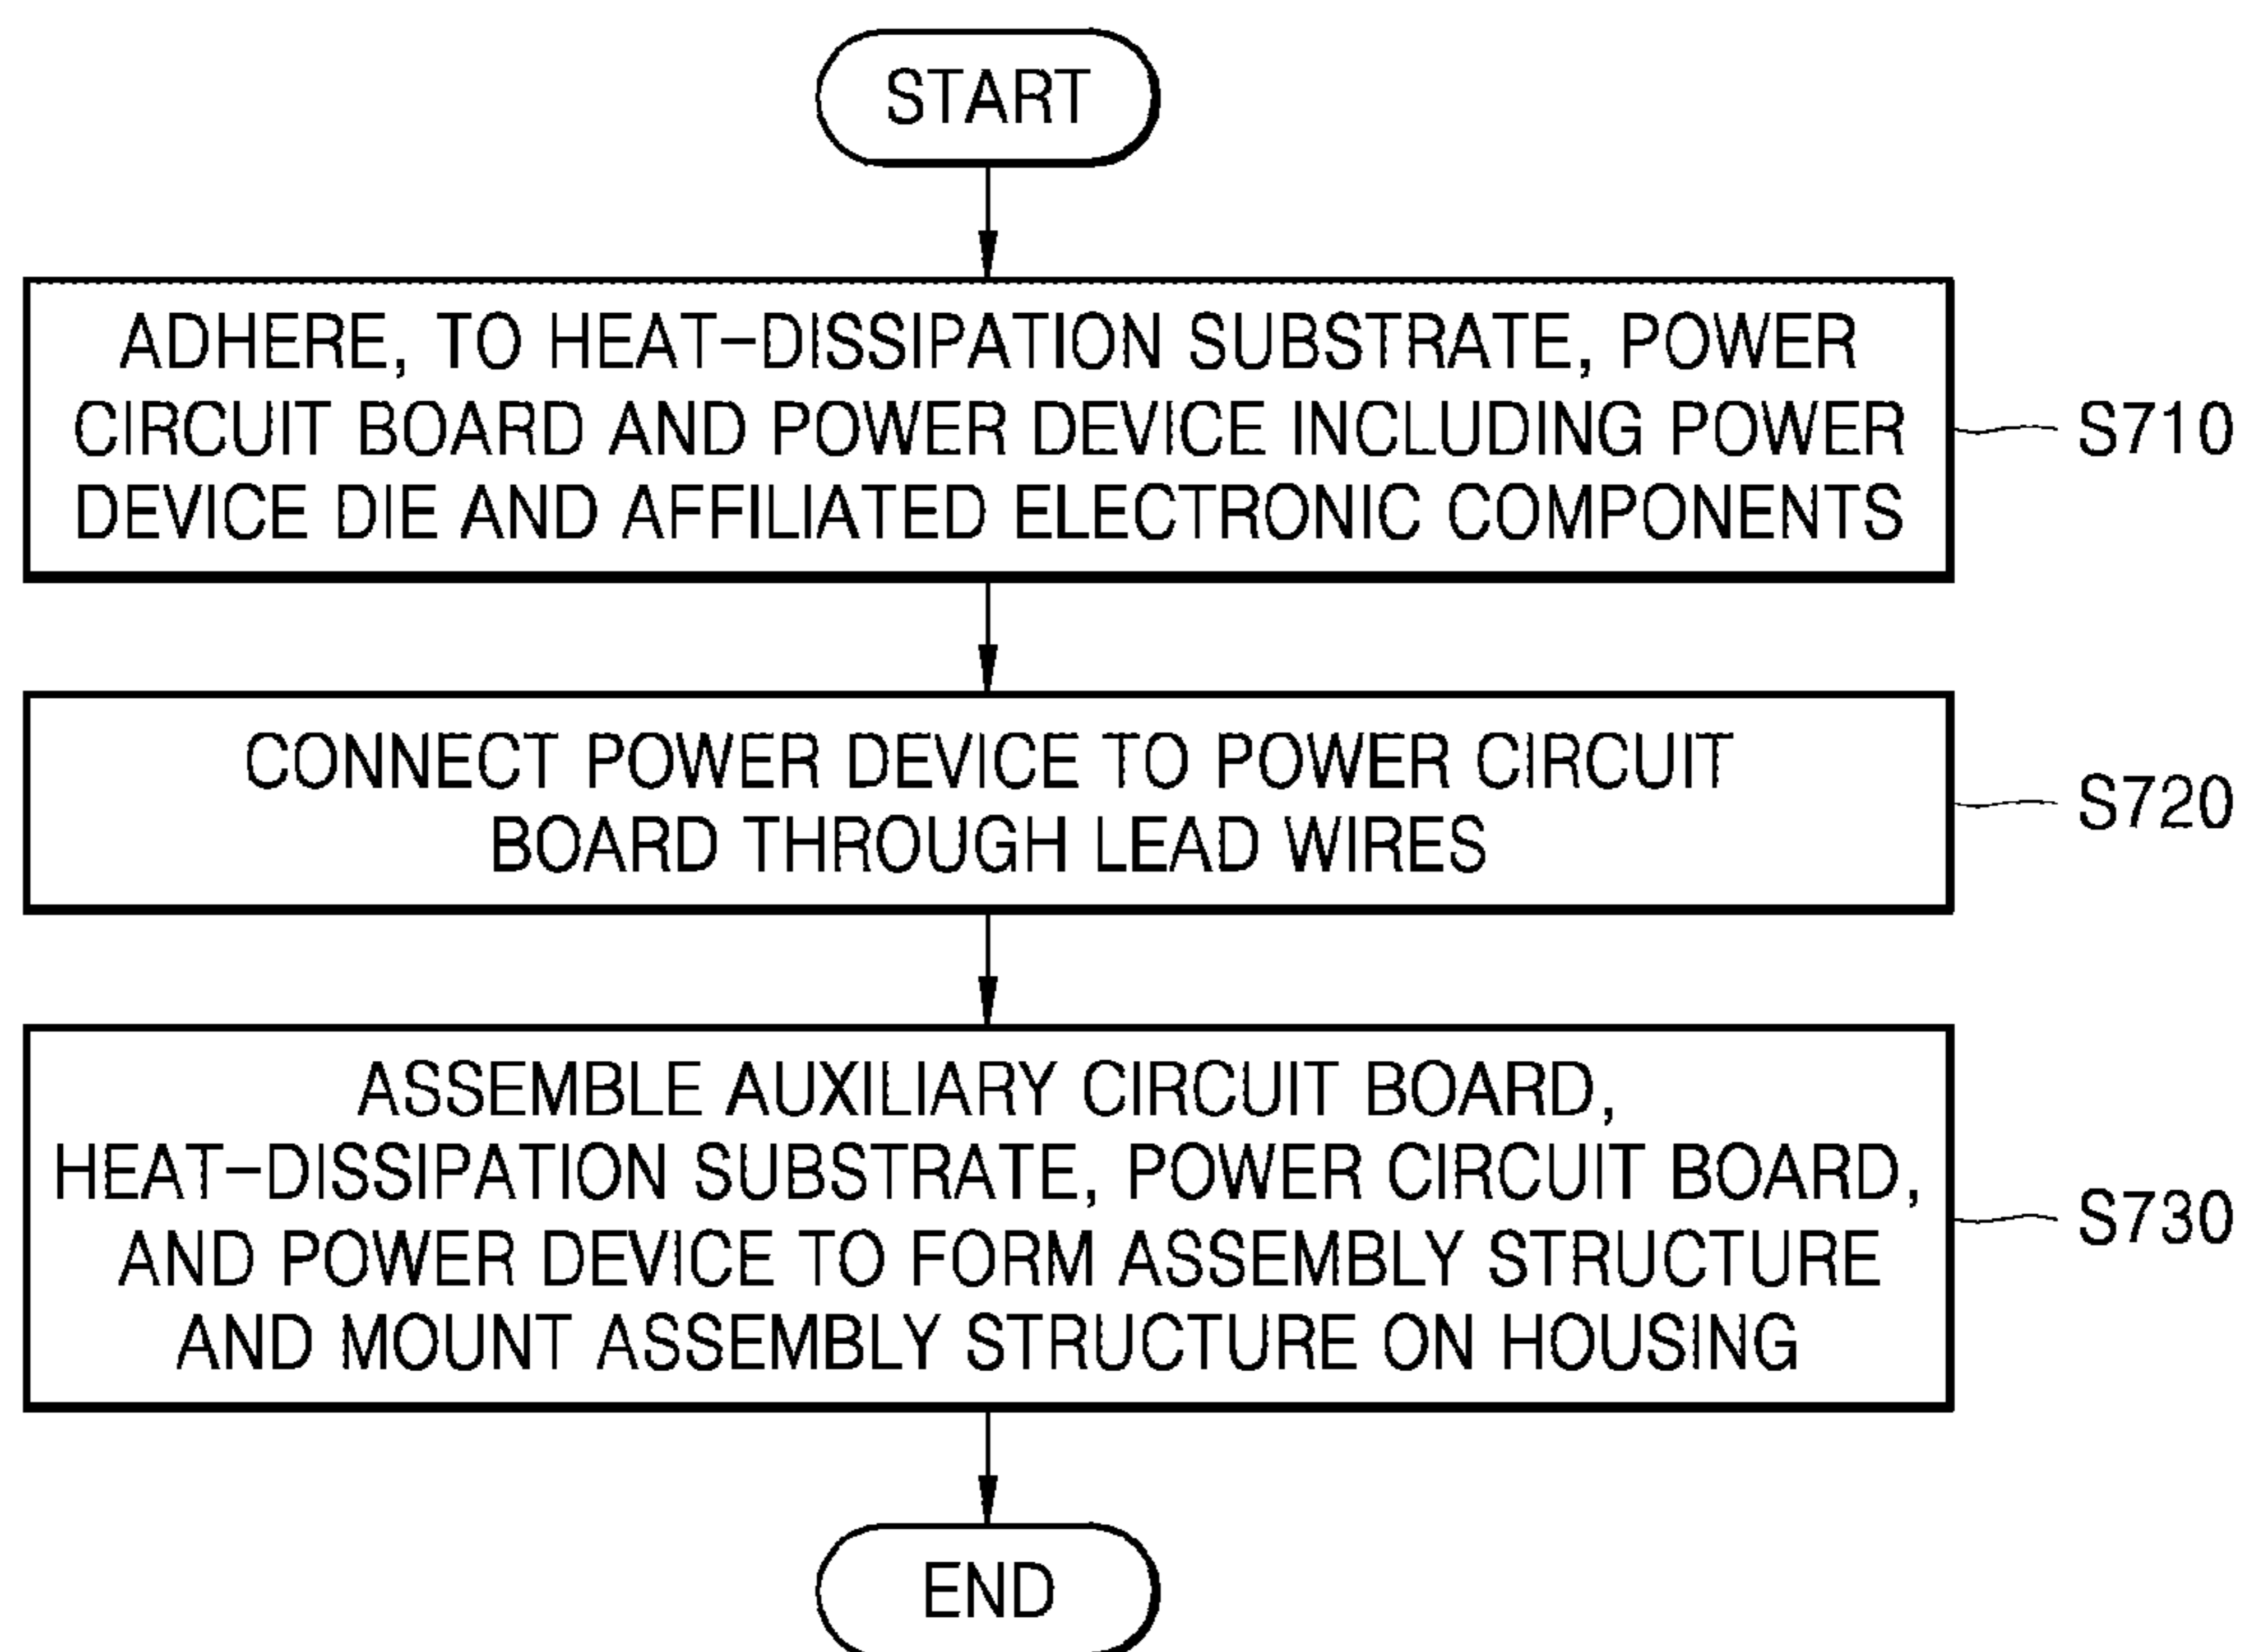 START
ADHERE, TO HEAT-DISSIPATION SUBSTRATE, POWER
CIRCUIT BOARD AND POWER DEVICE INCLUDING POWER
DEVICE DIE AND AFFILIATED ELECTRONIC COMPONENTS
S710
CONNECT POWER DEVICE TO POWER CIRCUIT
BOARD THROUGH LEAD WIRES
S720
ASSEMBLE AUXILIARY CIRCUIT BOARD,
HEAT-DISSIPATION SUBSTRATE, POWER CIRCUIT BOARD,
AND POWER DEVICE TO FORM ASSEMBLY STRUCTURE
AND MOUNT ASSEMBLY STRUCTURE ON HOUSING
S730
END